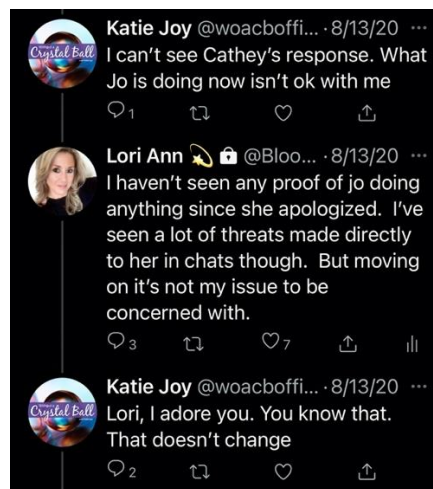 Katie Joy @woacboffi... · 8/13/20 ···
I can't see Cathey's response. What
Jo is doing now isn't ok with me
1
Lori Ann 💫 🔒 @Bloo... · 8/13/20 ···
I haven't seen any proof of jo doing
anything since she apologized.  I've
seen a lot of threats made directly
to her in chats though.  But moving
on it's not my issue to be
concerned with.
3 7
Katie Joy @woacboffi... · 8/13/20 ···
Lori, I adore you. You know that.
That doesn't change
2
Crystal Ball
Crystal Ball